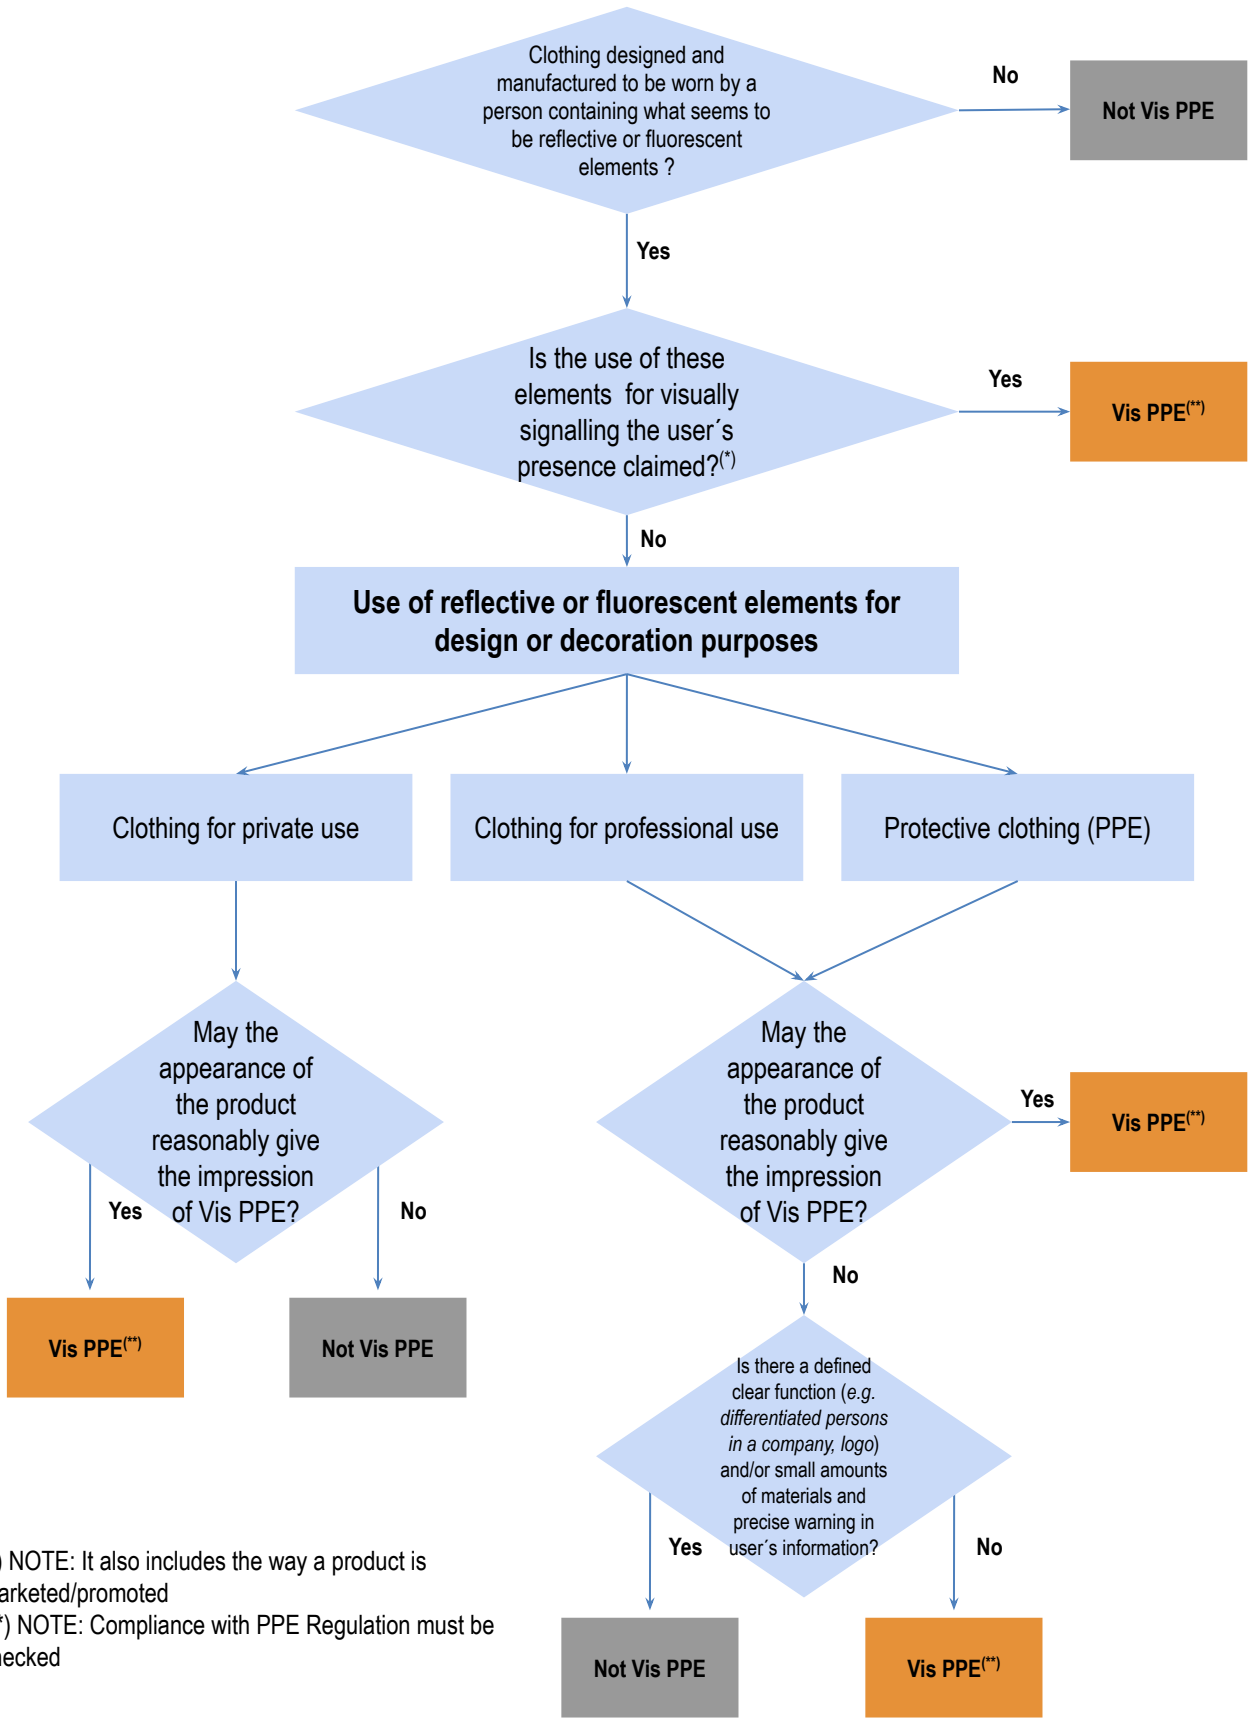 Clothing designed and
manufactured to be worn by a
person containing what seems to
be reflective or fluorescent
elements ?
No
Not Vis PPE
Yes
Is the use of these
elements for visually
signalling the user´s
presence claimed?(*)
Yes
Vis PPE(**)
No
Use of reflective or fluorescent elements for
design or decoration purposes
Clothing for private use
Clothing for professional use
Protective clothing (PPE)
May the
appearance of
the product
reasonably give
the impression
of Vis PPE?
Yes
No
Vis PPE(**)
Not Vis PPE
May the
appearance of
the product
reasonably give
the impression
of Vis PPE?
Yes
Vis PPE(**)
No
Is there a defined
clear function (e.g.
differentiated persons
in a company, logo)
and/or small amounts
of materials and
precise warning in
user´s information?
Yes
No
Not Vis PPE
Vis PPE(**)
) NOTE: It also includes the way a product is
arketed/promoted
*) NOTE: Compliance with PPE Regulation must be
ecked